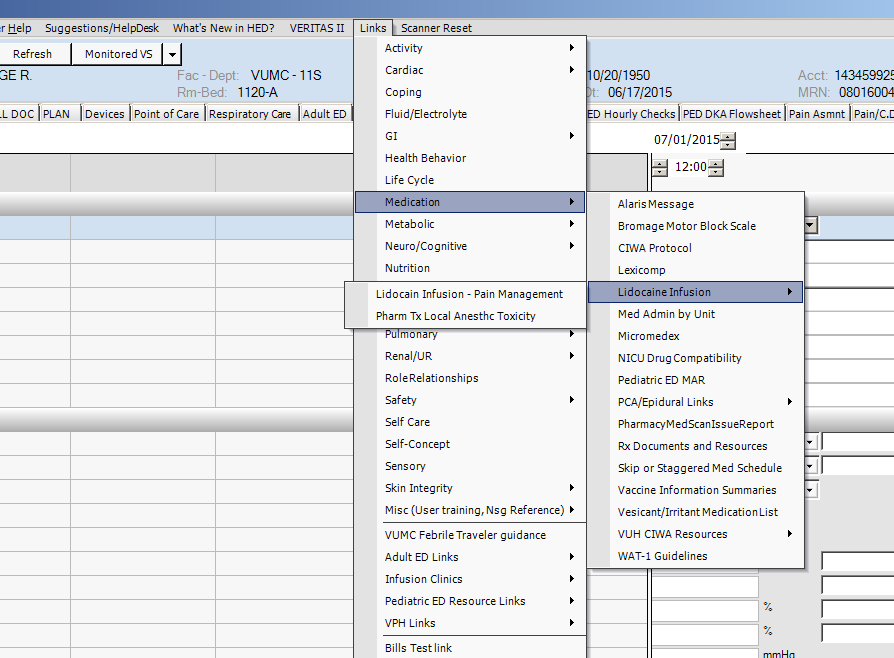 Help Suggestions/HelpDesk What's New in HED? VERITAS II Links Scanner Reset
Refresh Monitored VS
GE R. Fac - Dept: VUMC - 11S 10/20/1950 Acct: 143459925
Rm-Bed: 1120-A 06/17/2015 MRN: 08016004
DOC PLAN Devices Point of Care Respiratory Care Adult ED ED Hourly Checks PED DKA Flowsheet Pain Asmnt Pain/C.D
07/01/2015
12:00
Activity
Cardiac
Coping
Fluid/Electrolyte
GI
Health Behavior
Life Cycle
Medication
Metabolic
Neuro/Cognitive
Nutrition
Pulmonary
Renal/UR
RoleRelationships
Safety
Self Care
Self-Concept
Sensory
Skin Integrity
Misc (User training, Nsg Reference)
VUMC Febrile Traveler guidance
Adult ED Links
Infusion Clinics
Pediatric ED Resource Links
VPH Links
Bills Test link
Alaris Message
Bromage Motor Block Scale
CIWA Protocol
Lexicomp
Lidocaine Infusion
Med Admin by Unit
Micromedex
NICU Drug Compatibility
Pediatric ED MAR
PCA/Epidural Links
PharmacyMedScanIssueReport
Rx Documents and Resources
Skip or Staggered Med Schedule
Vaccine Information Summaries
Vesicant/Irritant Medication List
VUH CIWA Resources
WAT-1 Guidelines
Lidocain Infusion - Pain Management
Pharm Tx Local Anesthc Toxicity
%
%
mmHg